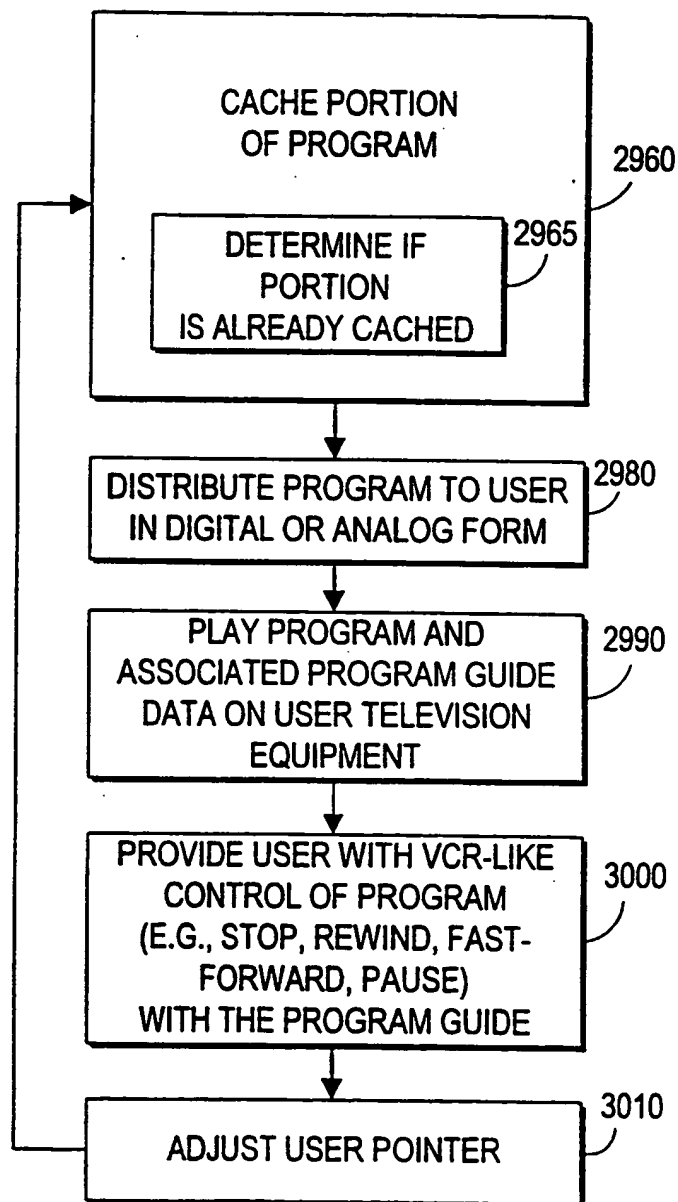 CACHE PORTION
OF PROGRAM
2960
2965
DETERMINE IF
PORTION
IS ALREADY CACHED
2980
DISTRIBUTE PROGRAM TO USER
IN DIGITAL OR ANALOG FORM
2990
PLAY PROGRAM AND
ASSOCIATED PROGRAM GUIDE
DATA ON USER TELEVISION
EQUIPMENT
PROVIDE USER WITH VCR-LIKE
CONTROL OF PROGRAM
(E.G., STOP, REWIND, FAST-
FORWARD, PAUSE)
WITH THE PROGRAM GUIDE
3000
3010
ADJUST USER POINTER